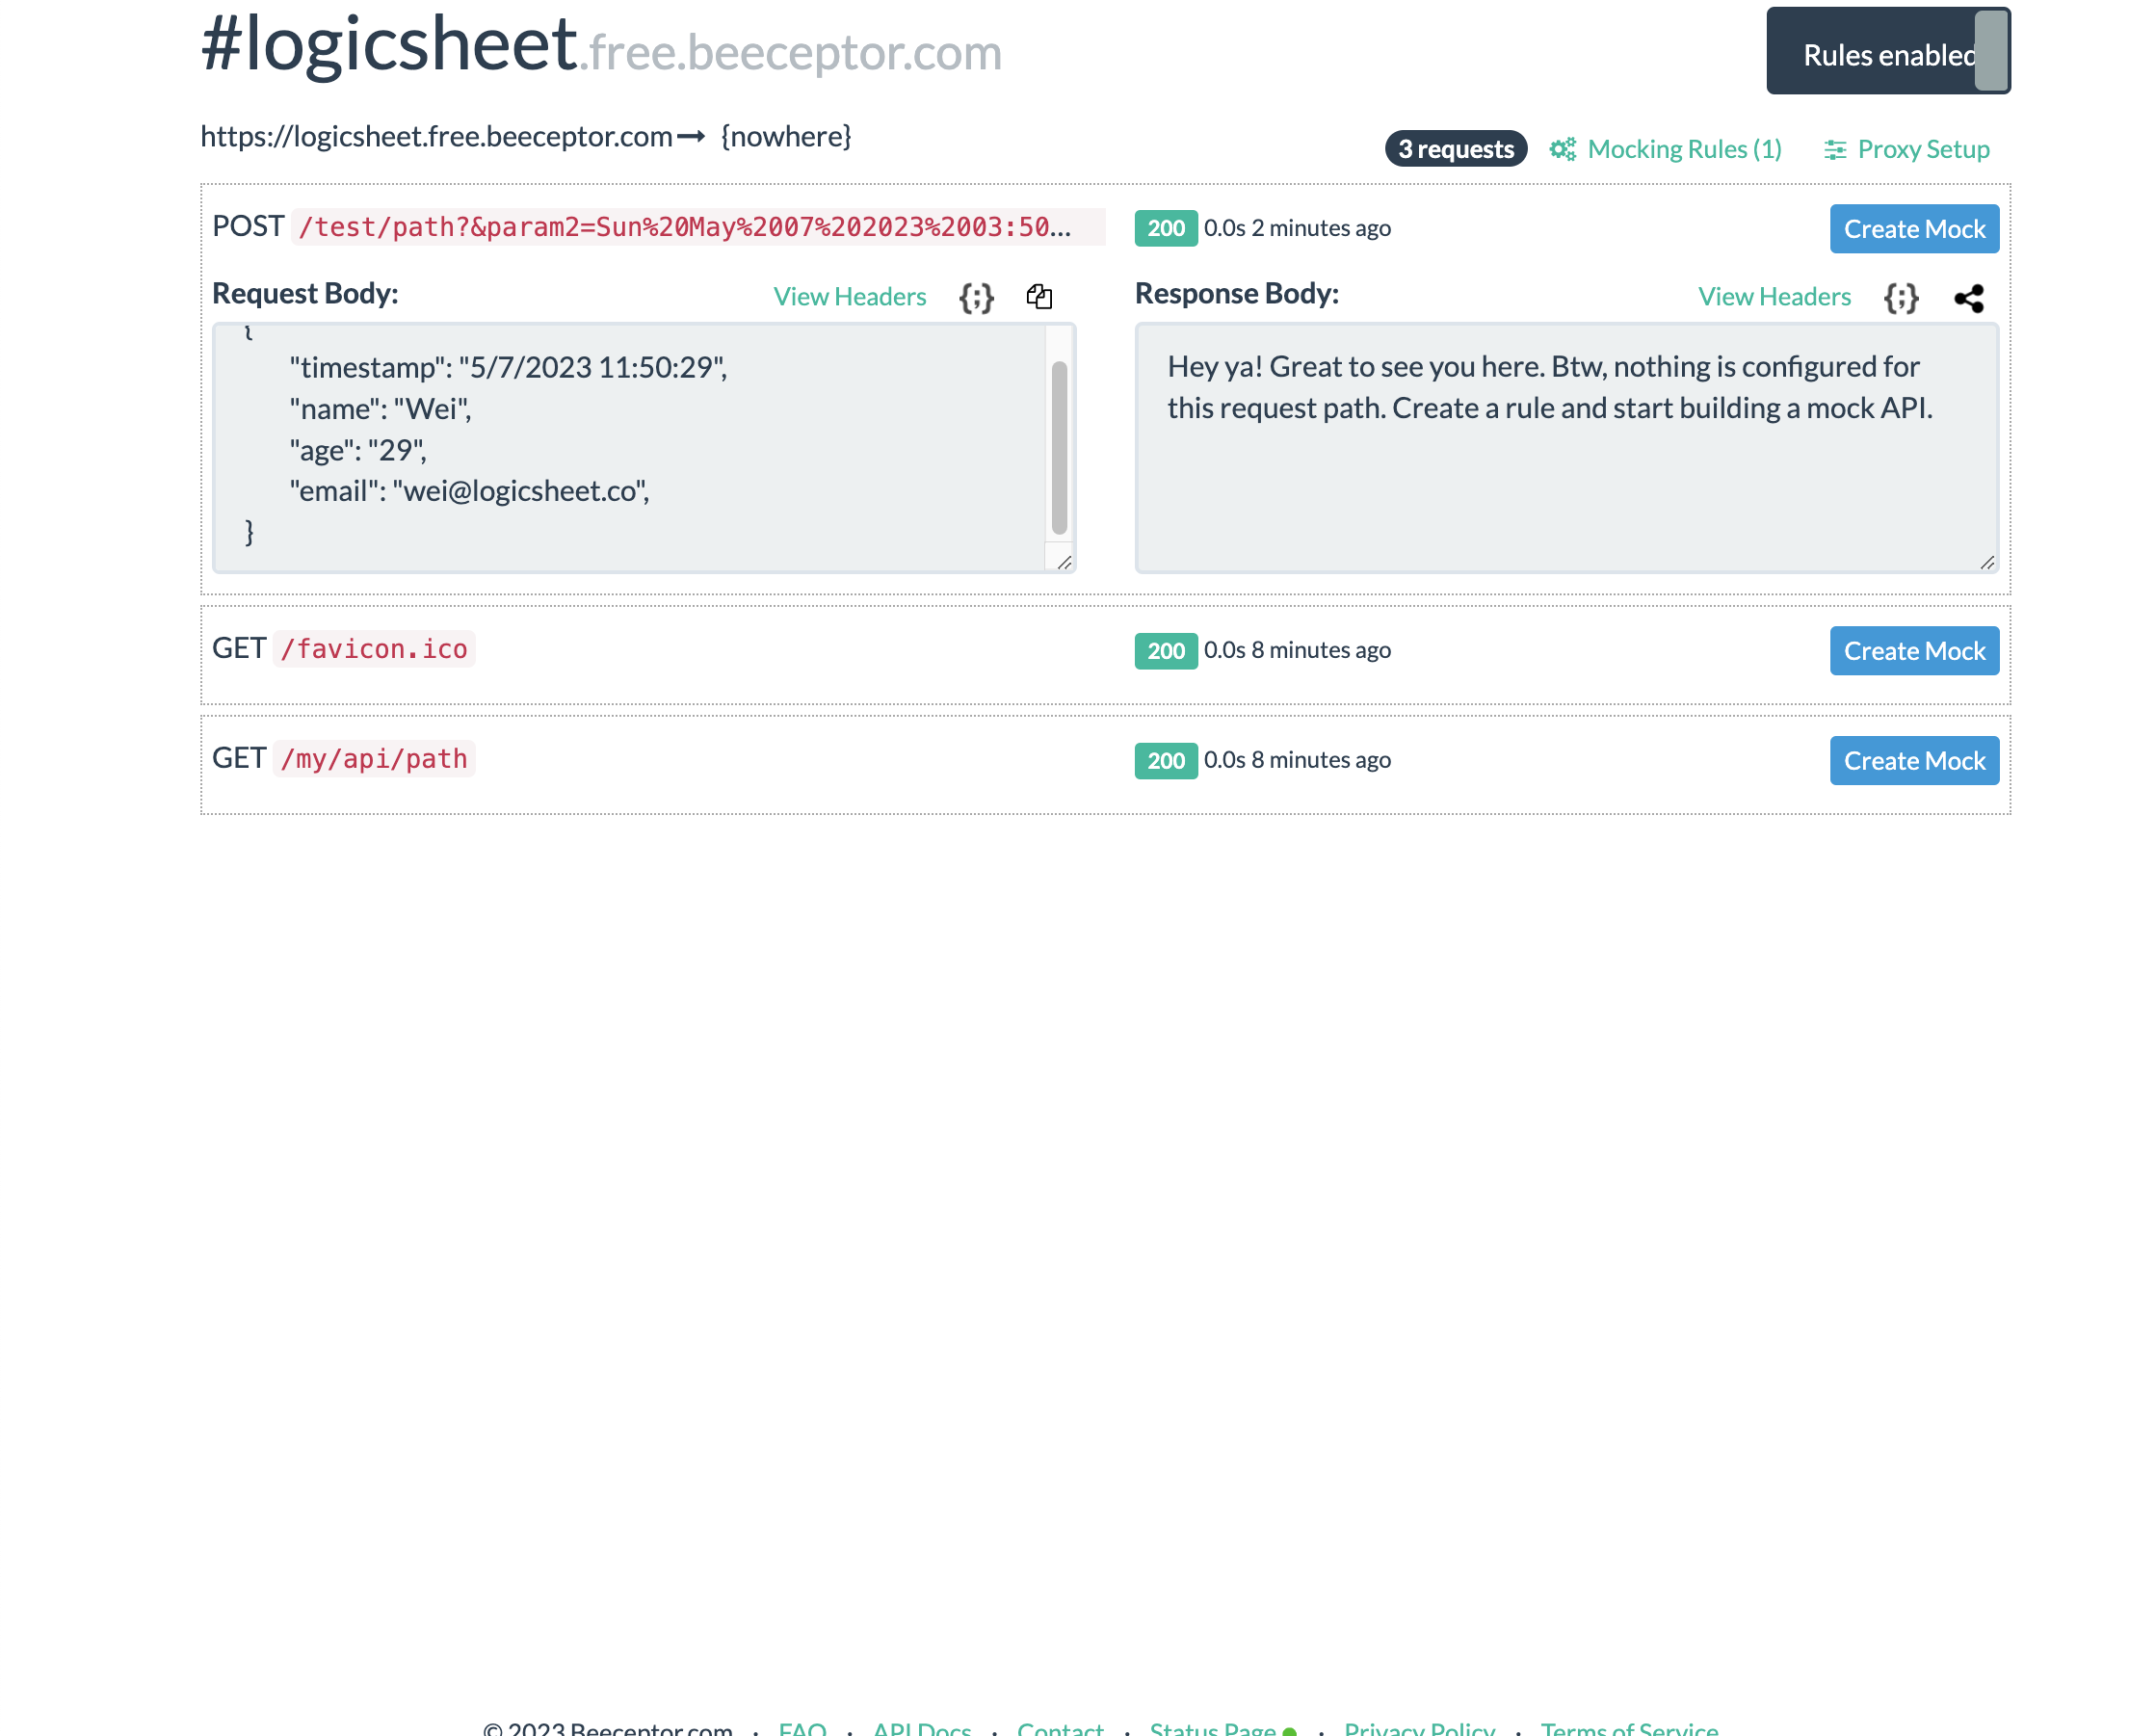 #logicsheet.free.beeceptor.com
Rules enabled
https://logicsheet.free.beeceptor.com → {nowhere}
3 requests Mocking Rules (1) Proxy Setup
POST /test/path?&param2=Sun%20May%2007%202023%2003:50... 200 0.0s 2 minutes ago Create Mock
Request Body: View Headers {;} Response Body: View Headers {;}
{
"timestamp": "5/7/2023 11:50:29",
"name": "Wei",
"age": "29",
"email": "wei@logicsheet.co",
}
Hey ya! Great to see you here. Btw, nothing is configured for
this request path. Create a rule and start building a mock API.
GET /favicon.ico 200 0.0s 8 minutes ago Create Mock
GET /my/api/path 200 0.0s 8 minutes ago Create Mock
© 2023 Beeceptor.com · FAQ · API Docs · Contact · Status Page · Privacy Policy · Terms of Service